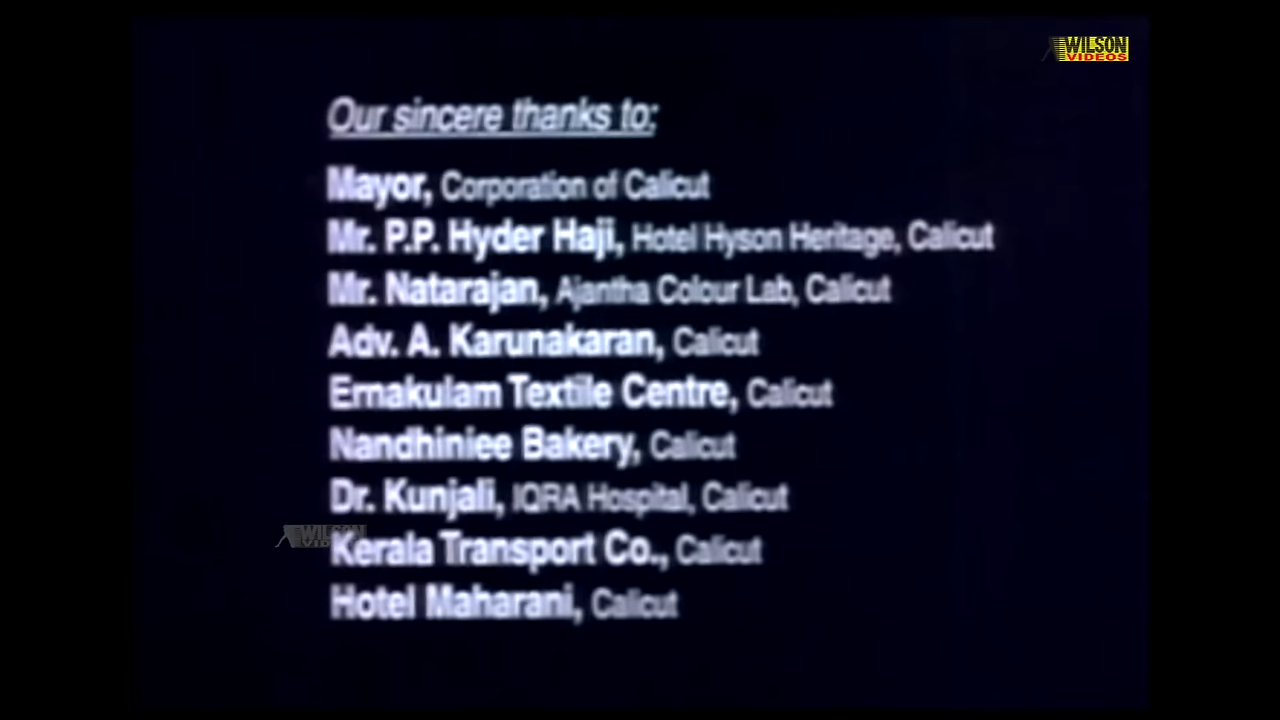 WILSON
VIDEOS
Our sincere thanks to:
Mayor, Corporation of Calicut
Mr. P.P. Hyder Haji, Hotel Hyson Heritage, Calicut
Mr. Natarajan, Ajantha Colour Lab, Calicut
Adv. A. Karunakaran, Calicut
Ernakulam Textile Centre, Calicut
Nandhiniee Bakery, Calicut
Dr. Kunjali, IQRA Hospital, Calicut
WILSON
Kerala Transport Co., Calicut
Hotel Maharani, Calicut